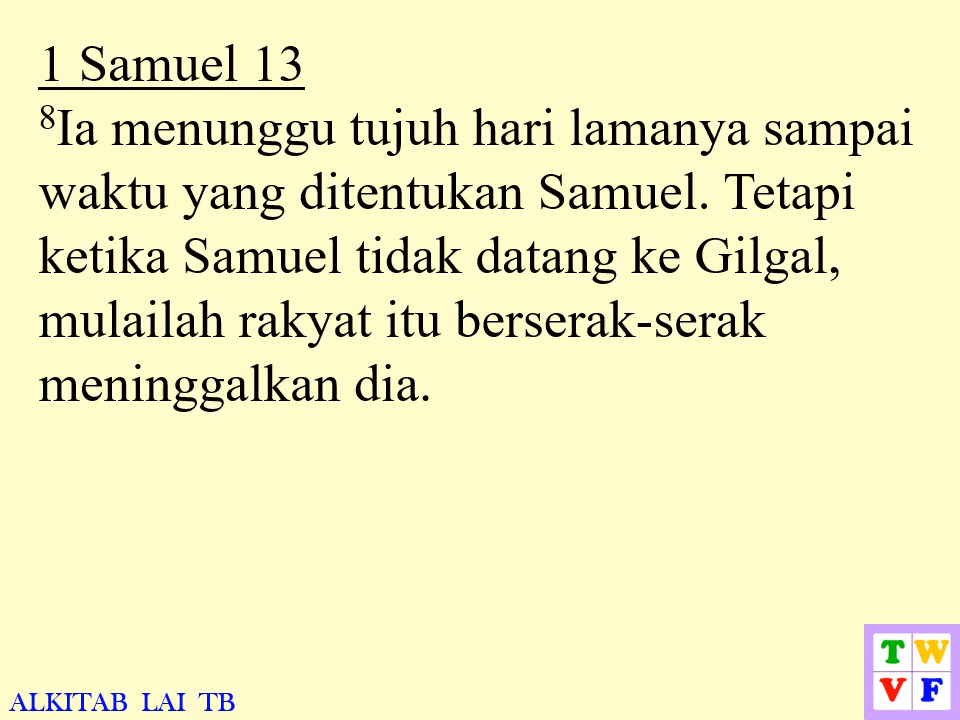 1 Samuel 13
8Ia menunggu tujuh hari lamanya sampai
waktu yang ditentukan Samuel. Tetapi
ketika Samuel tidak datang ke Gilgal,
mulailah rakyat itu berserak-serak
meninggalkan dia.
ALKITAB LAI TB
T W
V F